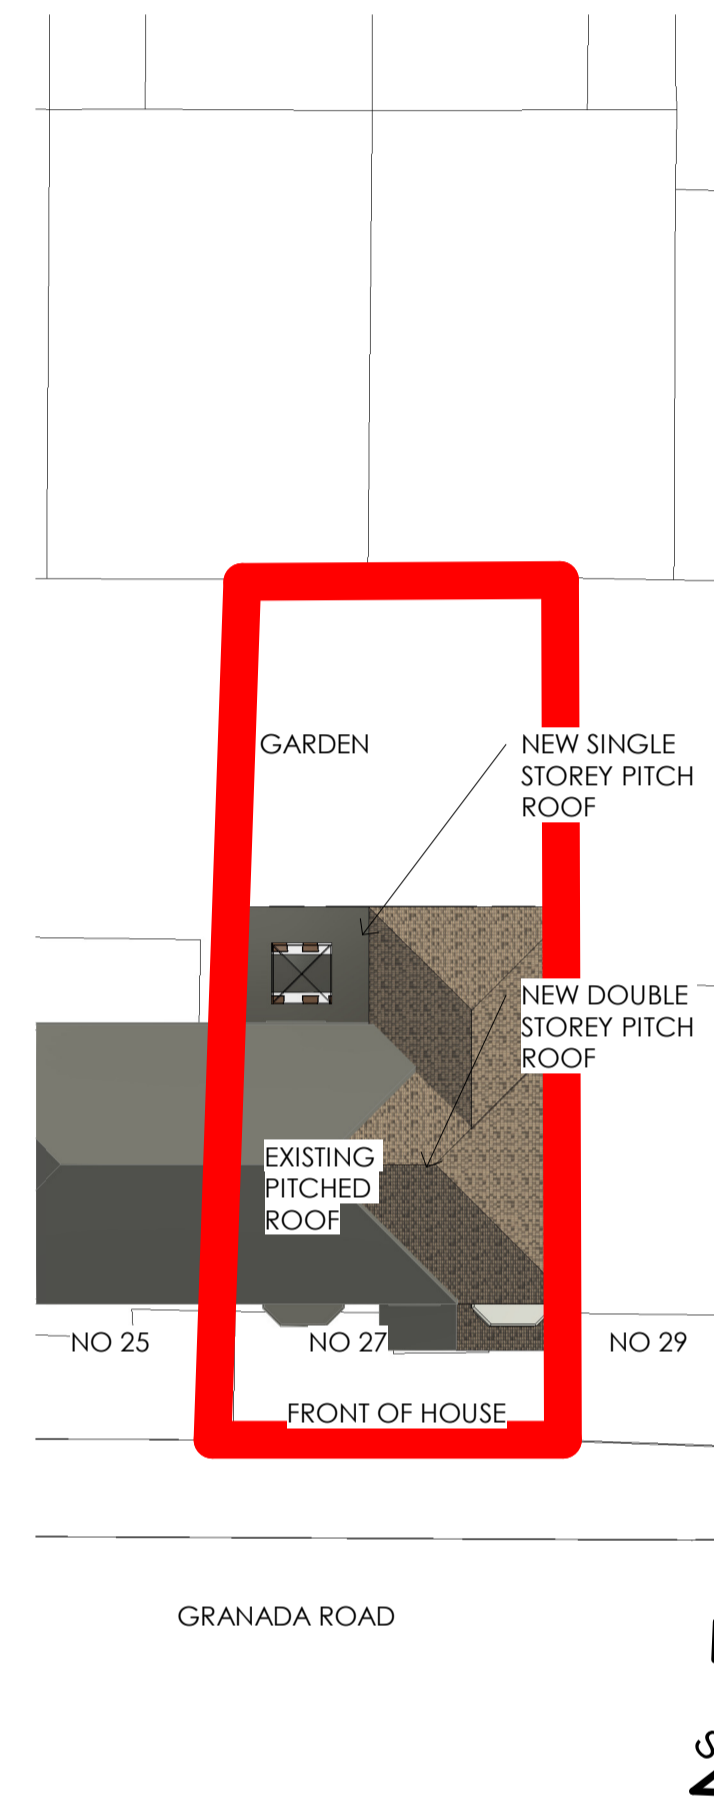 GARDEN
NEW SINGLE
STOREY PITCH
ROOF
NEW DOUBLE
STOREY PITCH
ROOF
EXISTING
PITCHED
ROOF
NO 25
NO 27
NO 29
FRONT OF HOUSE
GRANADA ROAD